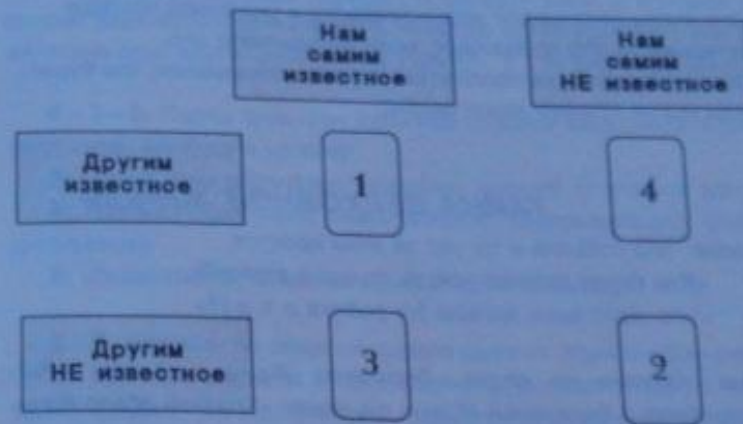 Нам
самим
известное
Нам
самим
НЕ известное
Другим
известное
1
4
Другим
НЕ известное
3
2